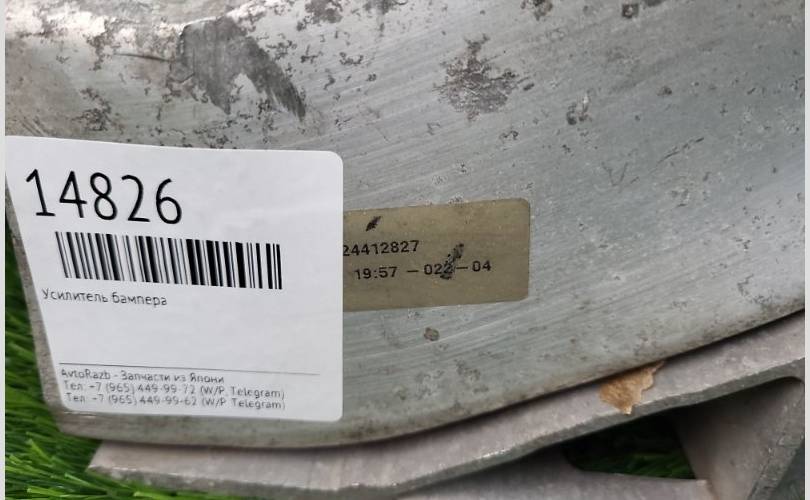 14826
Усилитель бампера
AvtoRazb - Запчасти из Япони
Тел: +7 (965) 449-99-72 (W/P, Telegram)
Тел: +7 (965) 449-99-62 (W/P, Telegram)
24412827
19:57 - 022 - 04